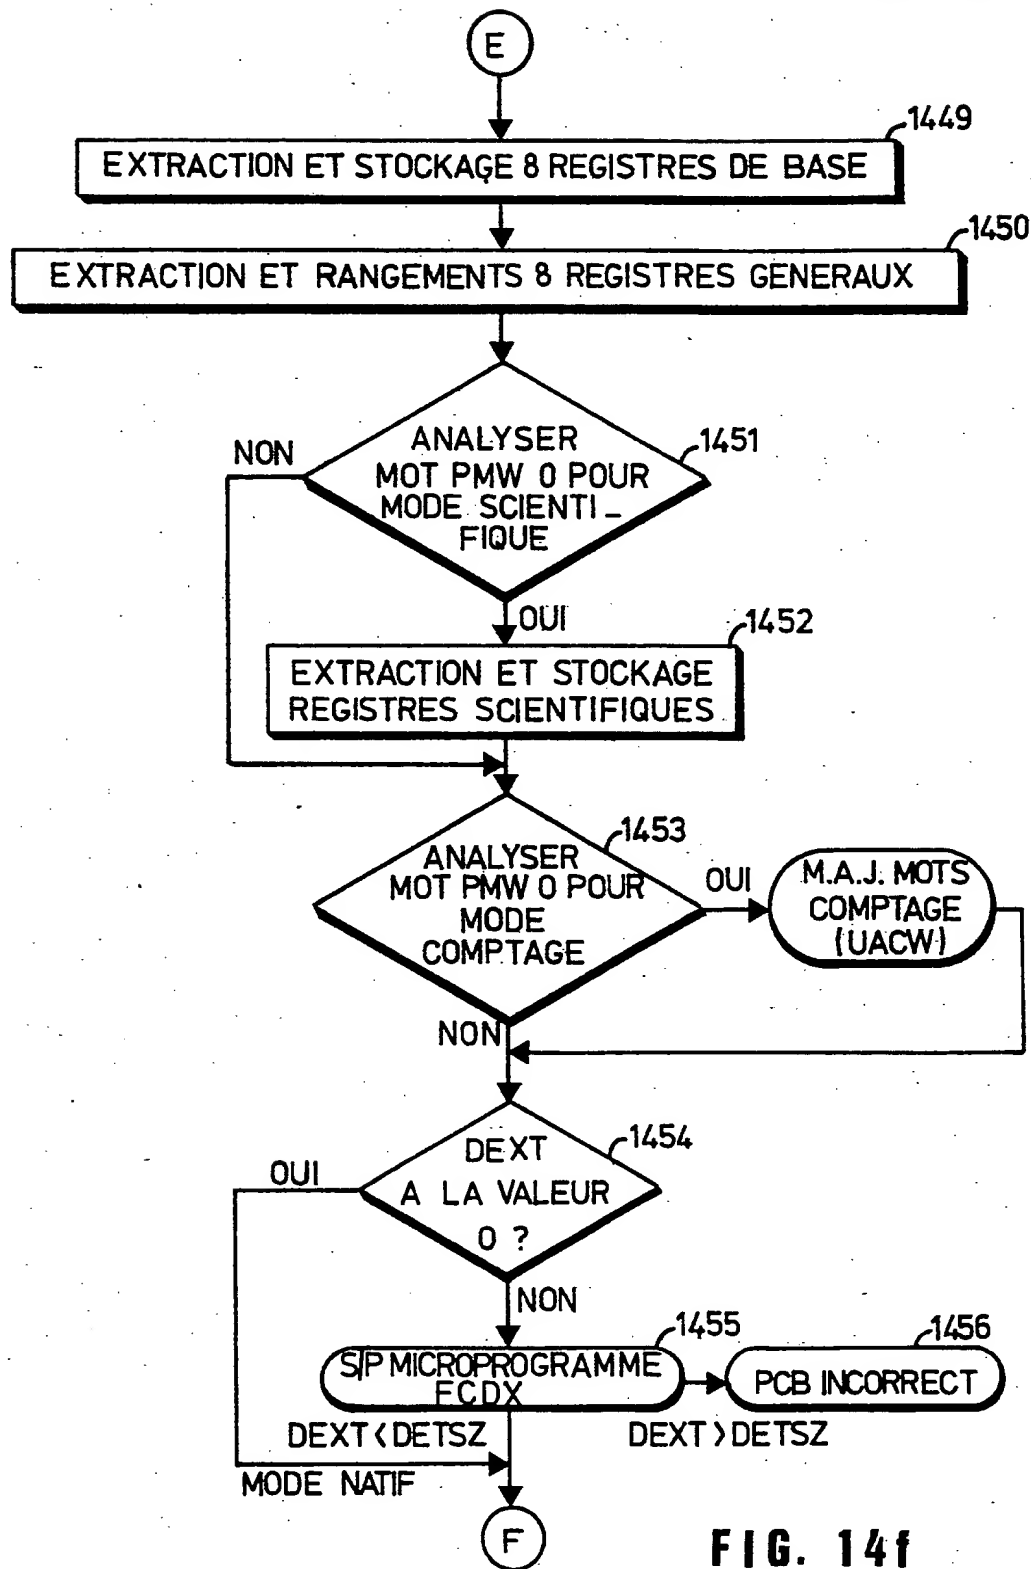 E
1449
EXTRACTION ET STOCKAGE 8 REGISTRES DE BASE
1450
EXTRACTION ET RANGEMENTS 8 REGISTRES GENERAUX
1451
NON
ANALYSER
MOT PMW 0 POUR
MODE SCIENTI_
FIQUE
OUI
1452
EXTRACTION ET STOCKAGE
REGISTRES SCIENTIFIQUES
1453
ANALYSER
MOT PMW 0 POUR
MODE
COMPTAGE
OUI
M.A.J. MOTS
COMPTAGE
(UACW)
NON
1454
OUI
DEXT
A LA VALEUR
0 ?
NON
1455
S/P MICROPROGRAMME
FCDX
1456
PCB INCORRECT
DEXT < DETSZ
DEXT > DETSZ
MODE NATIF
F
FIG. 14f